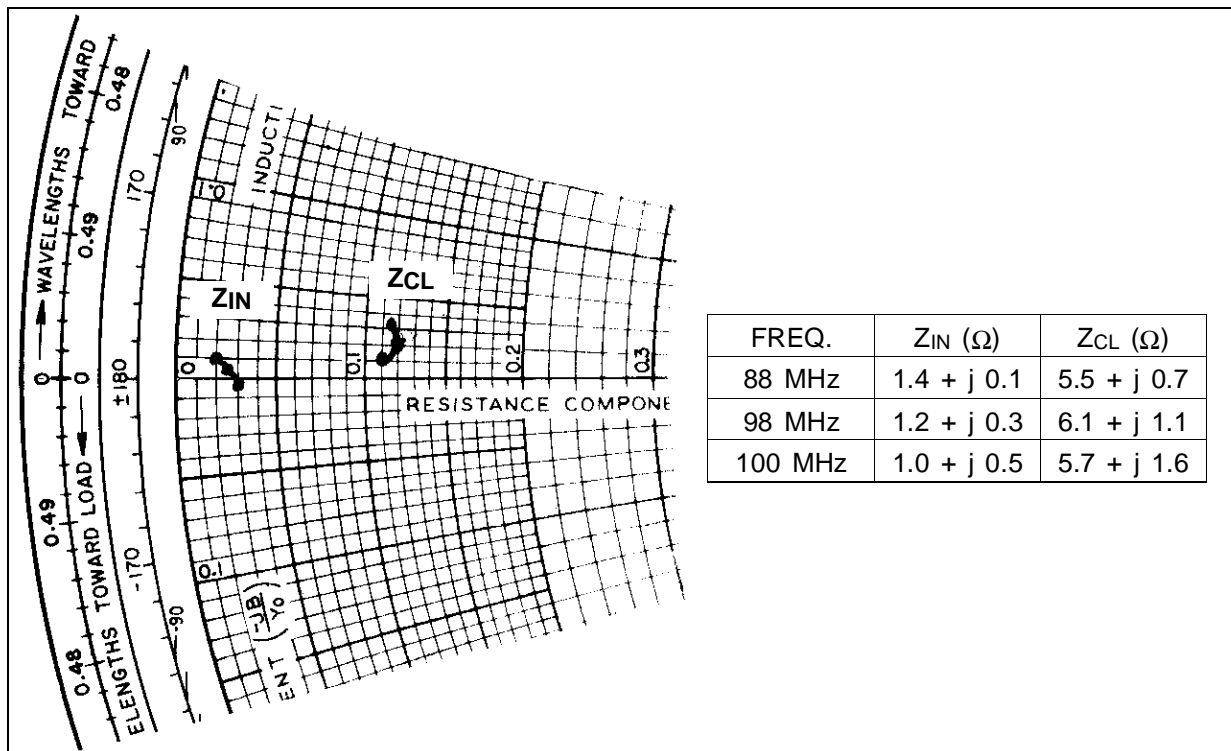 WAVELENGTHS TOWARD
0.48
0.49
0
0
0.49
0.48
ELENGTHS TOWARD LOAD
170
±180
-170
90
-90
INDUCTI
0
0.1
0.2
0.3
0.1
RESISTANCE COMPONE
ENT (-JB/Yo)
ZIN
ZCL
FREQ. ZIN (Ω) ZCL (Ω)
88 MHz 1.4 + j 0.1 5.5 + j 0.7
98 MHz 1.2 + j 0.3 6.1 + j 1.1
100 MHz 1.0 + j 0.5 5.7 + j 1.6